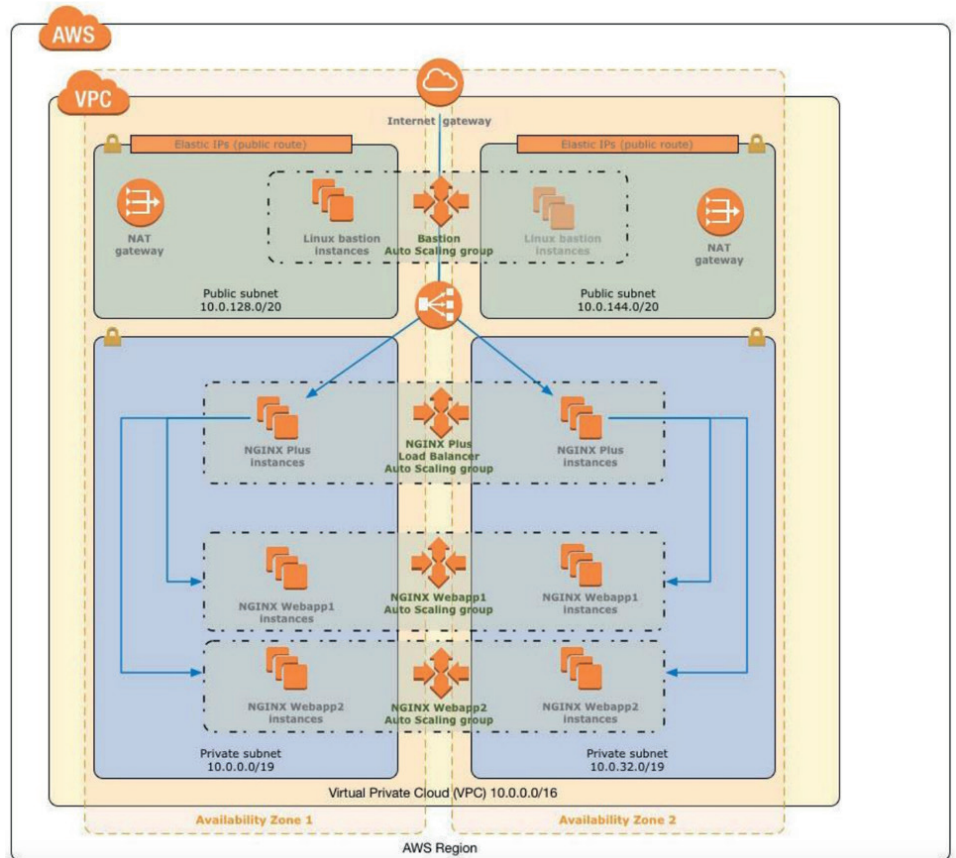 AWS
VPC
Internet gateway
Elastic IPs (public route)
Elastic IPs (public route)
NAT
gateway
Linux bastion
instances
Bastion
Auto Scaling group
Linux bastion
instances
NAT
gateway
Public subnet
10.0.128.0/20
Public subnet
10.0.144.0/20
NGINX Plus
instances
NGINX Plus
Load Balancer
Auto Scaling group
NGINX Plus
instances
NGINX Webapp1
instances
NGINX Webapp1
Auto Scaling group
NGINX Webapp1
instances
NGINX Webapp2
instances
NGINX Webapp2
Auto Scaling group
NGINX Webapp2
instances
Private subnet
10.0.0.0/19
Private subnet
10.0.32.0/19
Virtual Private Cloud (VPC) 10.0.0.0/16
Availability Zone 1
Availability Zone 2
AWS Region